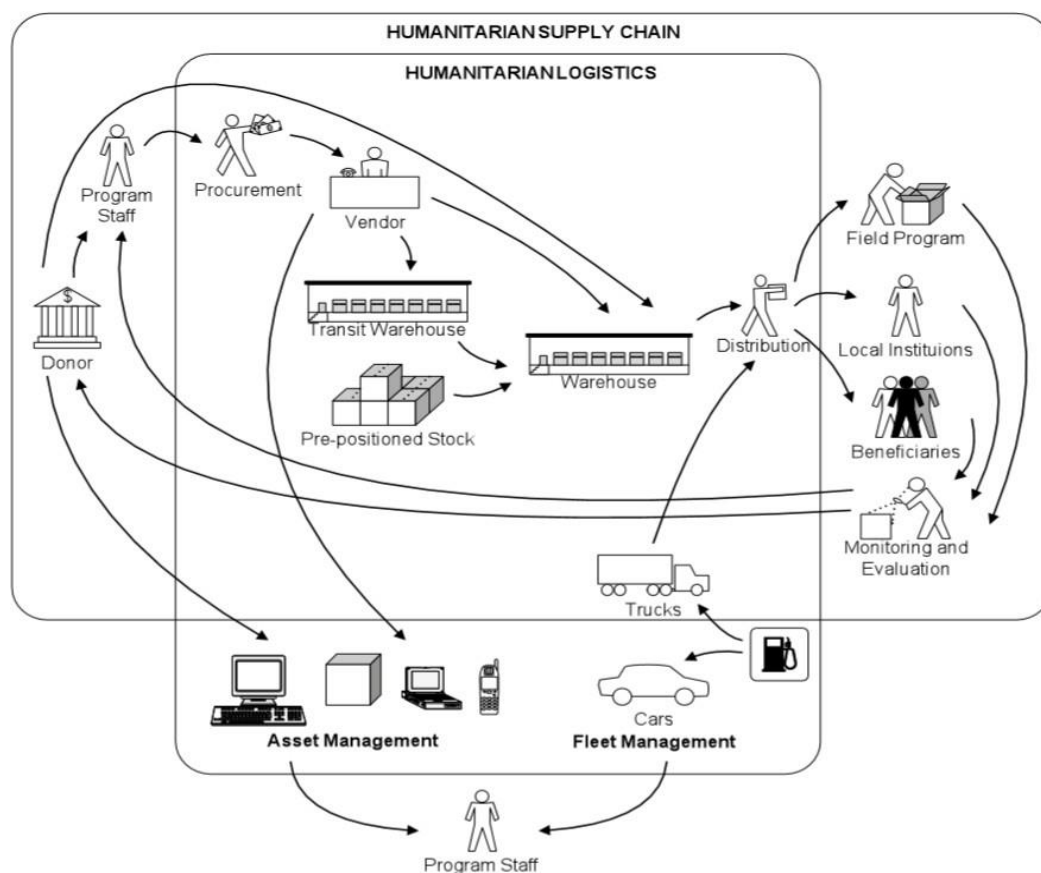 HUMANITARIAN SUPPLY CHAIN
HUMANITARIAN LOGISTICS
Program
Staff
Procurement
Vendor
Field Program
$
Donor
Transit Warehouse
Warehouse
Distribution
Local Instituions
Pre-positioned Stock
Beneficiaries
Monitoring and
Evaluation
Trucks
Cars
Asset Management
Fleet Management
Program Staff